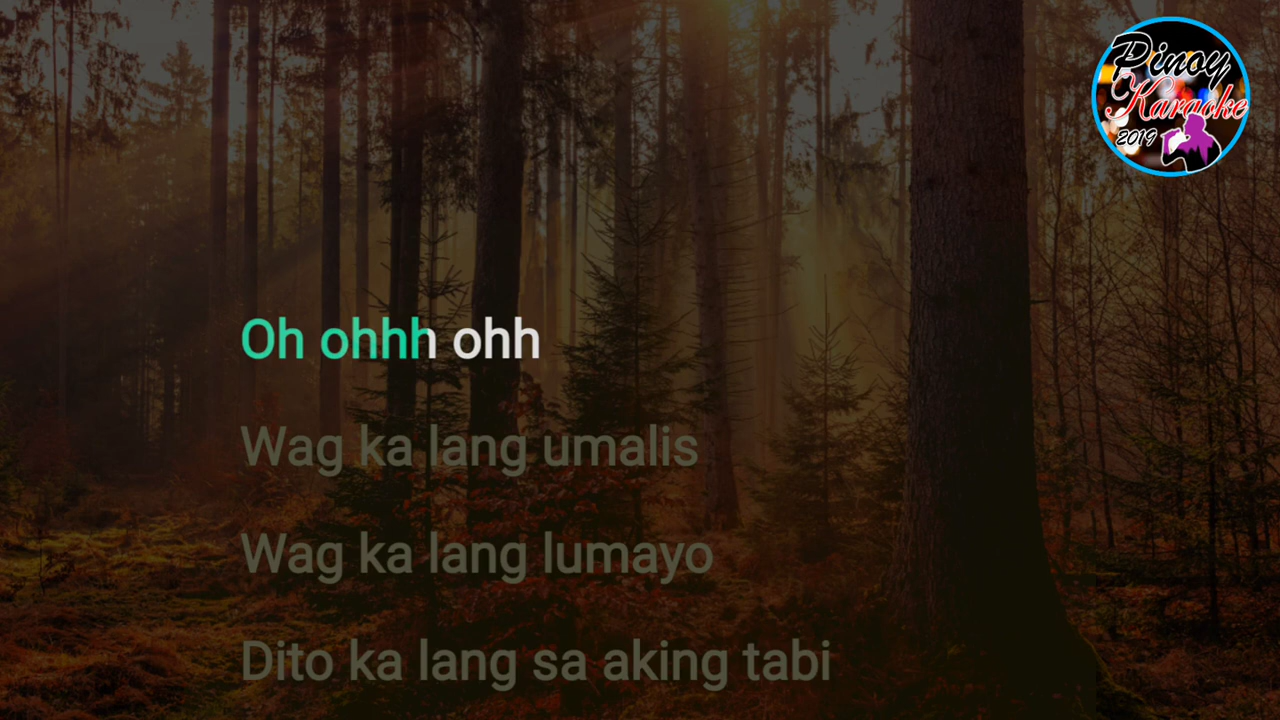 Pinoy
Karaoke
2019
Oh ohhh ohh
Wag ka lang umalis
Wag ka lang lumayo
Dito ka lang sa aking tabi